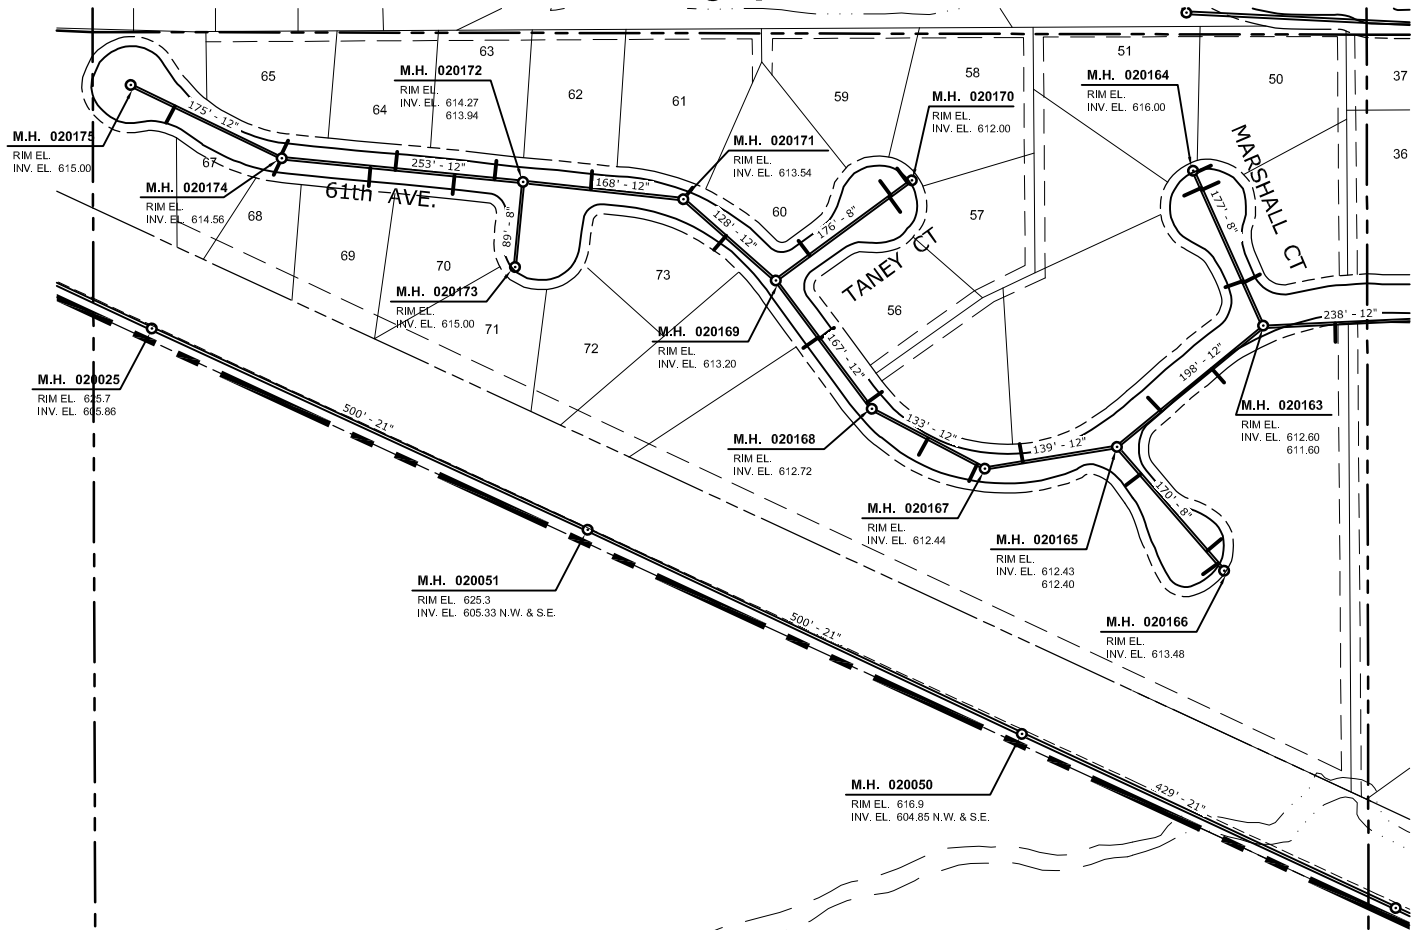 51
63
37
M.H. 020172
RIM EL.
INV. EL. 614.27
613.94
65
64
62
61
59
58
M.H. 020164
RIM EL.
INV. EL. 616.00
50
M.H. 020170
RIM EL.
INV. EL. 612.00
175' - 12"
M.H. 020175
RIM EL.
INV. EL. 615.00
67
M.H. 020171
RIM EL.
INV. EL. 613.54
MARSHALL CT
36
253' - 12"
168' - 12"
M.H. 020174
RIM EL.
INV. EL. 614.56
61th AVE.
68
89' - 8"
128' - 12"
60
176' - 8"
57
177' - 8"
69
70
73
TANEY CT
M.H. 020173
RIM EL.
INV. EL. 615.00
71
72
56
238' - 12"
M.H. 020169
RIM EL.
INV. EL. 613.20
167' - 12"
198' - 12"
M.H. 020025
RIM EL. 625.7
INV. EL. 605.86
500' - 21"
M.H. 020163
RIM EL.
INV. EL. 612.60
611.60
133' - 12"
139' - 12"
M.H. 020168
RIM EL.
INV. EL. 612.72
170' - 8"
M.H. 020167
RIM EL.
INV. EL. 612.44
M.H. 020165
RIM EL.
INV. EL. 612.43
612.40
M.H. 020051
RIM EL. 625.3
INV. EL. 605.33 N.W. & S.E.
500' - 21"
M.H. 020166
RIM EL.
INV. EL. 613.48
M.H. 020050
RIM EL. 616.9
INV. EL. 604.85 N.W. & S.E.
429' - 21"